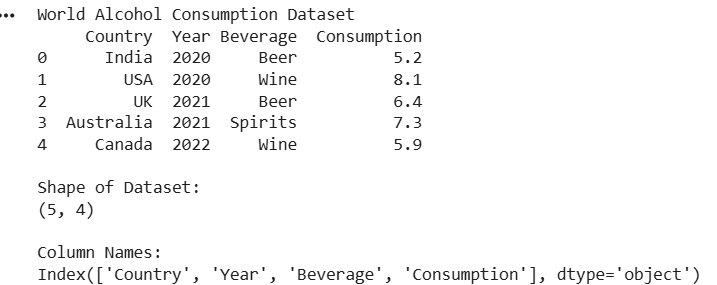 World Alcohol Consumption Dataset
     Country  Year Beverage  Consumption
0      India  2020     Beer          5.2
1        USA  2020     Wine          8.1
2         UK  2021     Beer          6.4
3  Australia  2021  Spirits          7.3
4     Canada  2022     Wine          5.9

Shape of Dataset:
(5, 4)

Column Names:
Index(['Country', 'Year', 'Beverage', 'Consumption'], dtype='object')